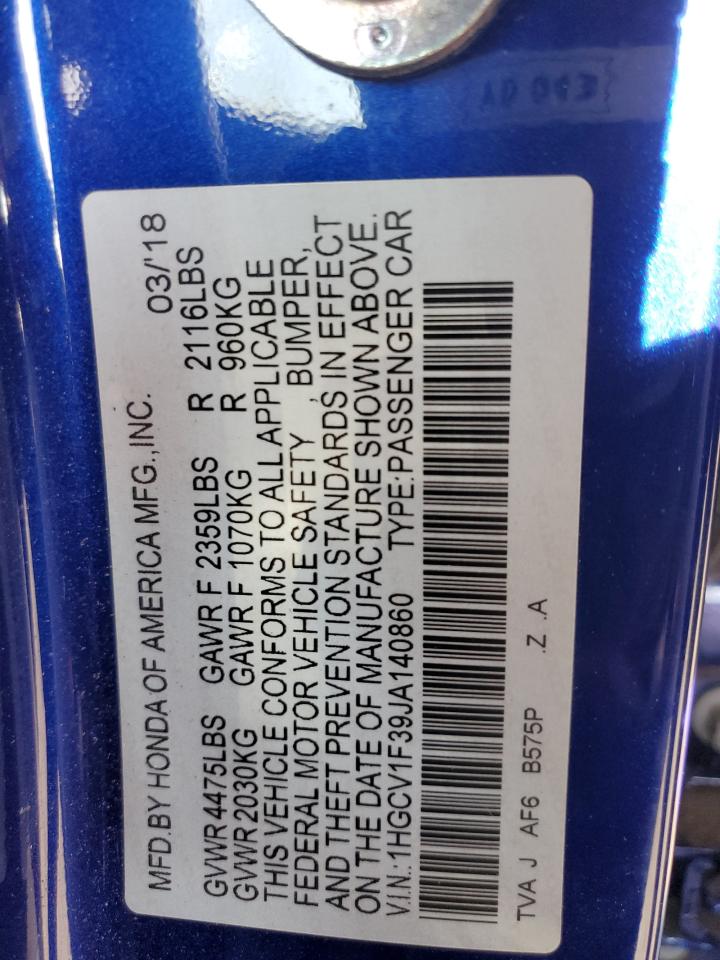 MFD.BY HONDA OF AMERICA MFG.,INC. 03/'18
GVWR 4475LBS GAWR F 2359LBS R 2116LBS
GVWR 2030KG GAWR F 1070KG R 960KG
THIS VEHICLE CONFORMS TO ALL APPLICABLE
FEDERAL MOTOR VEHICLE SAFETY , BUMPER,
AND THEFT PREVENTION STANDARDS IN EFFECT
ON THE DATE OF MANUFACTURE SHOWN ABOVE.
V.I.N.:1HGCV1F39JA140860 TYPE:PASSENGER CAR
TVA J AF6 B575P .Z .A